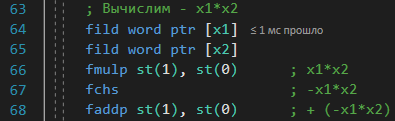 63 ; Вычислим - x1*x2
64 fild word ptr [x1] ≤ 1 мс прошло
65 fild word ptr [x2]
66 fmulp st(1), st(0) ; x1*x2
67 fchs ; -x1*x2
68 faddp st(1), st(0) ; + (-x1*x2)